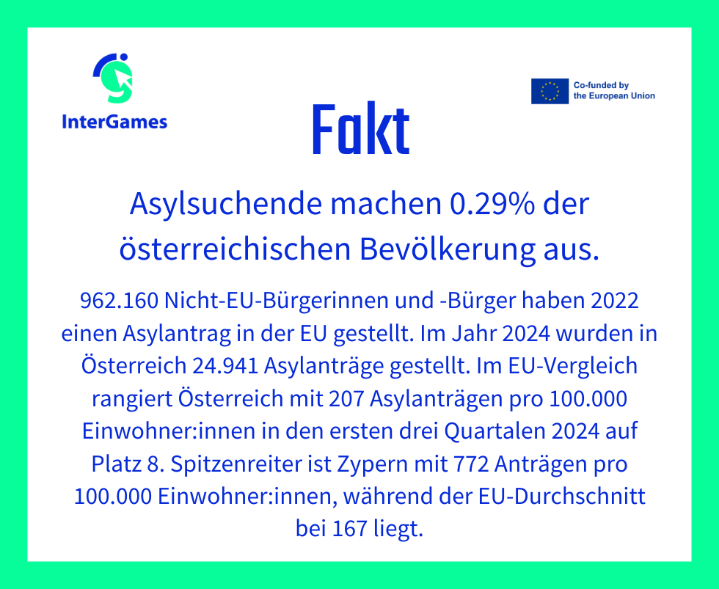 InterGames
Co-funded by
the European Union
Fakt
Asylsuchende machen 0.29% der
österreichischen Bevölkerung aus.
962.160 Nicht-EU-Bürgerinnen und -Bürger haben 2022
einen Asylantrag in der EU gestellt. Im Jahr 2024 wurden in
Österreich 24.941 Asylanträge gestellt. Im EU-Vergleich
rangiert Österreich mit 207 Asylanträgen pro 100.000
Einwohner:innen in den ersten drei Quartalen 2024 auf
Platz 8. Spitzenreiter ist Zypern mit 772 Anträgen pro
100.000 Einwohner:innen, während der EU-Durchschnitt
bei 167 liegt.